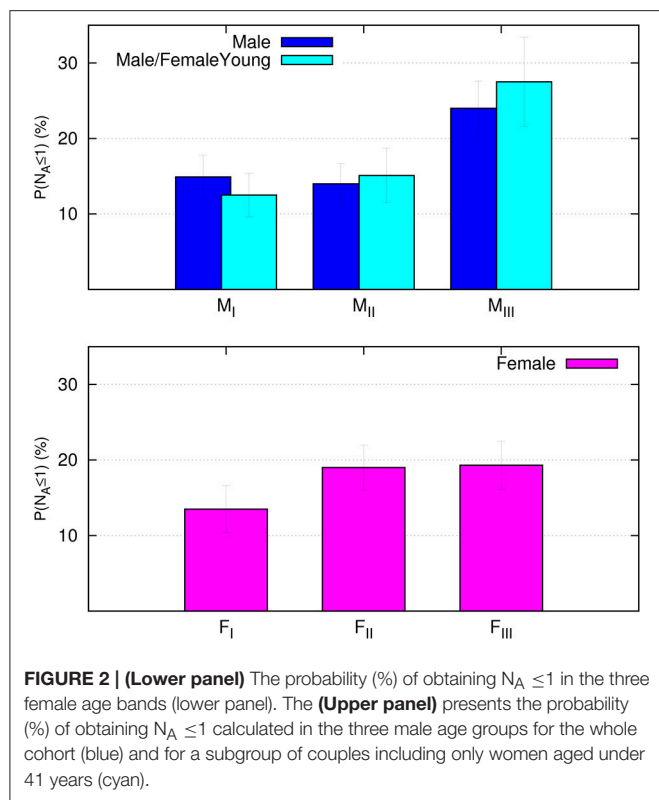 Male
Male/FemaleYoung
P(N_A≤1) (%)
30
20
10
M_I
M_II
M_III
Female
P(N_A≤1) (%)
30
20
10
F_I
F_II
F_III
FIGURE 2 | (Lower panel) The probability (%) of obtaining N_A ≤1 in the three
female age bands (lower panel). The (Upper panel) presents the probability
(%) of obtaining N_A ≤1 calculated in the three male age groups for the whole
cohort (blue) and for a subgroup of couples including only women aged under
41 years (cyan).